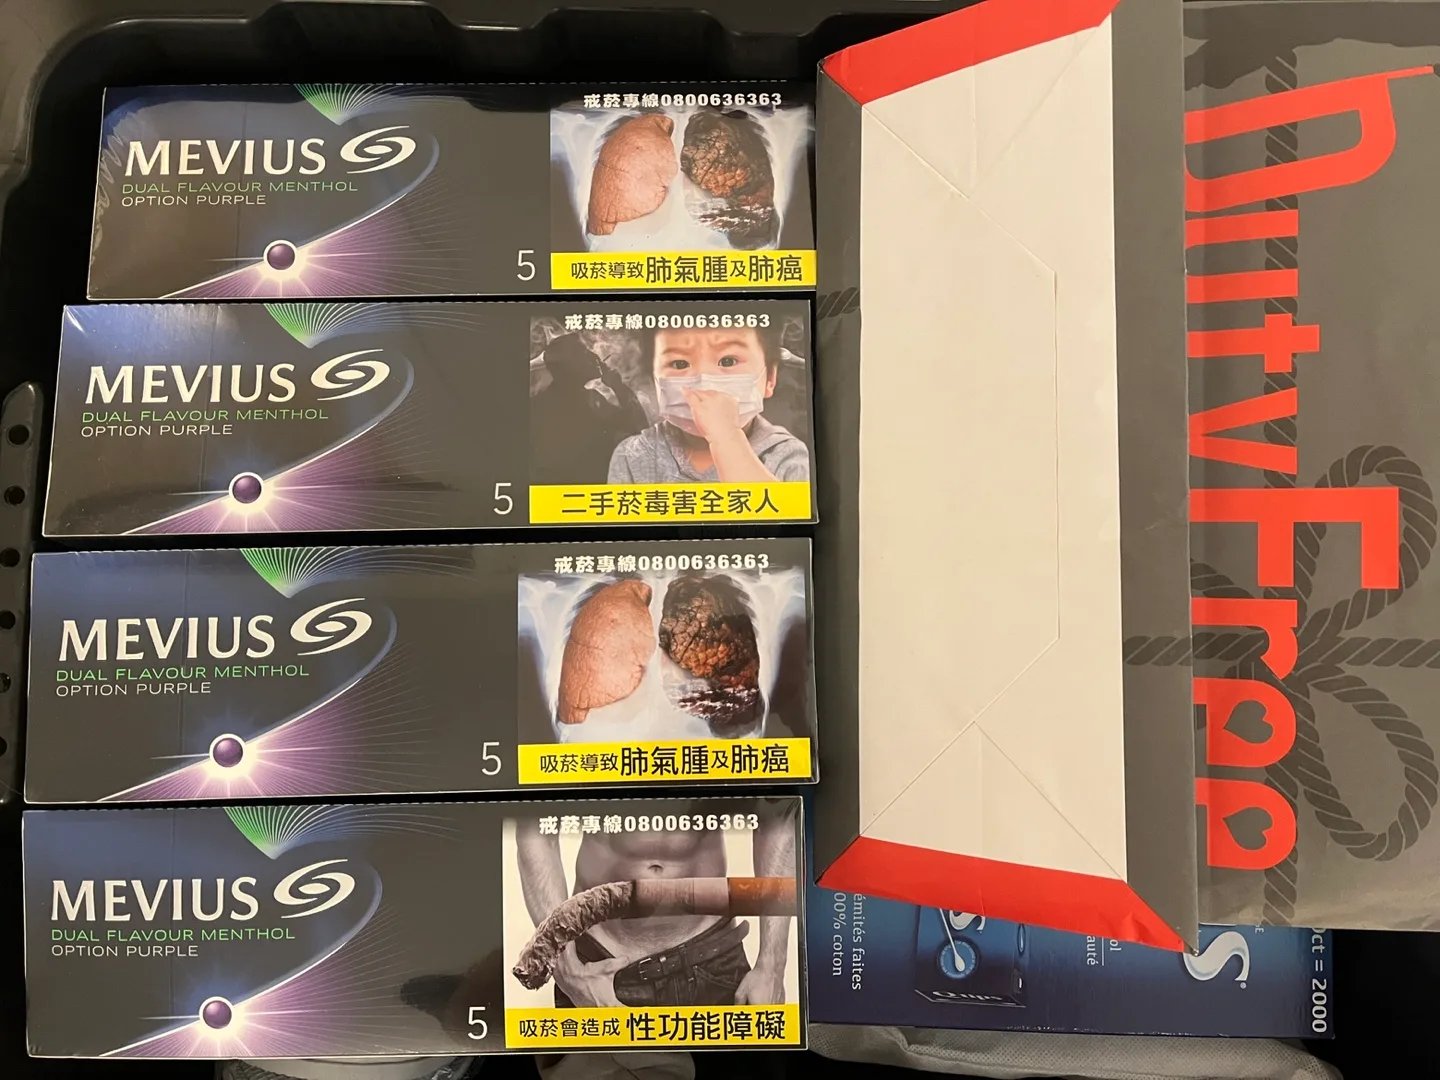 MEVIUS
DUAL FLAVOUR MENTHOL
OPTION PURPLE
5
戒菸專線0800636363
吸菸導致肺氣腫及肺癌
MEVIUS
DUAL FLAVOUR MENTHOL
OPTION PURPLE
5
戒菸專線0800636363
二手菸毒害全家人
MEVIUS
DUAL FLAVOUR MENTHOL
OPTION PURPLE
5
戒菸專線0800636363
吸菸導致肺氣腫及肺癌
MEVIUS
DUAL FLAVOUR MENTHOL
OPTION PURPLE
5
戒菸專線0800636363
吸菸會造成性功能障礙
DutyFree
émités faites
00% coton
auté
Q-tips
ct = 2000